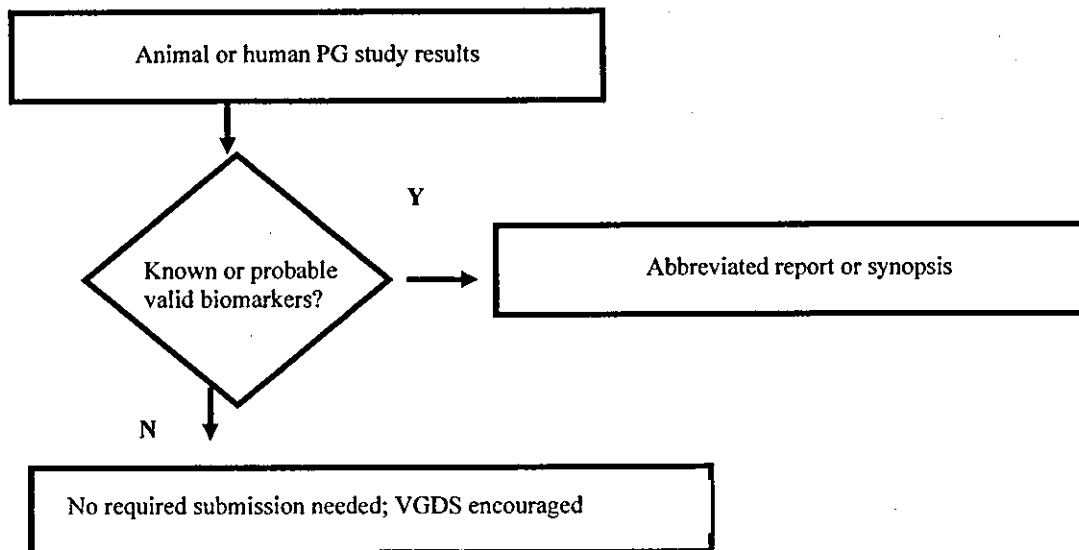 Animal or human PG study results
Y
Known or probable
valid biomarkers?
Abbreviated report or synopsis
N
No required submission needed; VGDS encouraged